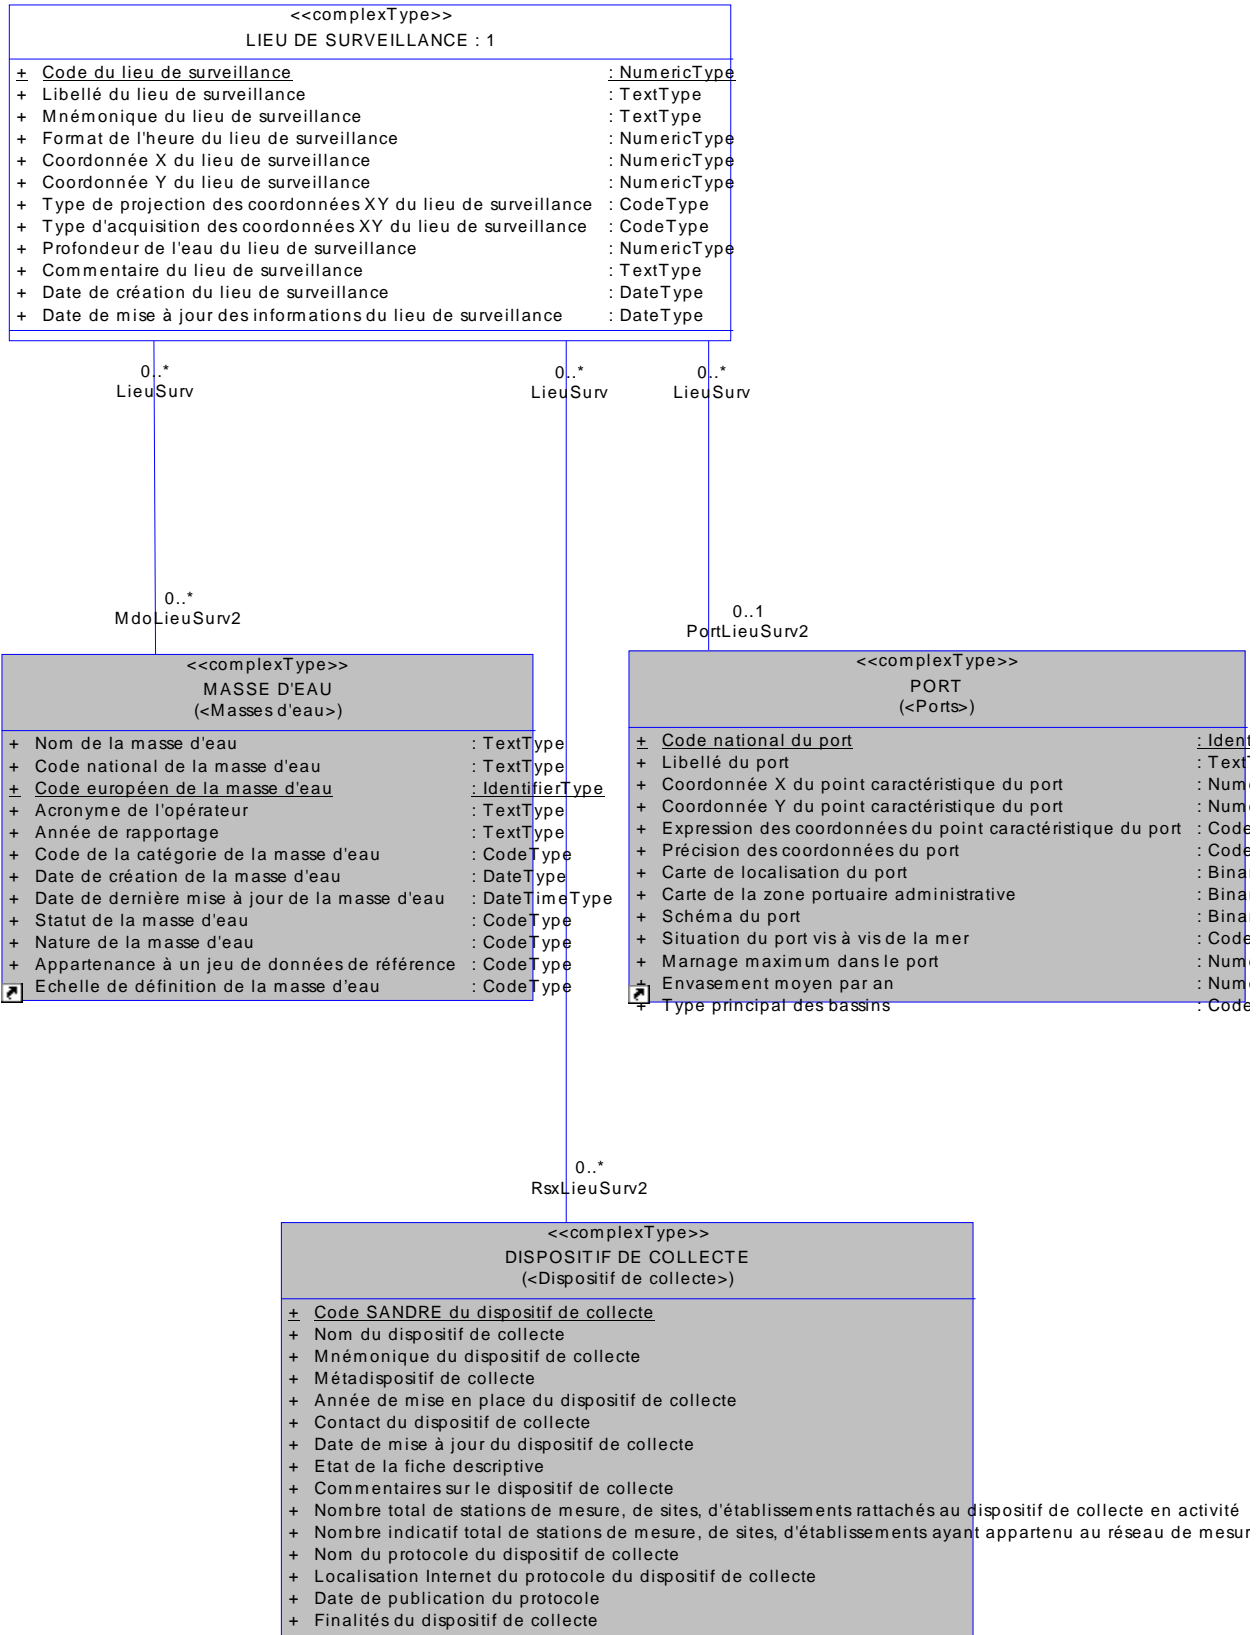 <<complexType>>
LIEU DE SURVEILLANCE : 1
+ Code du lieu de surveillance : NumericType
+ Libellé du lieu de surveillance : TextType
+ Mnémonique du lieu de surveillance : TextType
+ Format de l'heure du lieu de surveillance : NumericType
+ Coordonnée X du lieu de surveillance : NumericType
+ Coordonnée Y du lieu de surveillance : NumericType
+ Type de projection des coordonnées XY du lieu de surveillance : CodeType
+ Type d'acquisition des coordonnées XY du lieu de surveillance : CodeType
+ Profondeur de l'eau du lieu de surveillance : NumericType
+ Commentaire du lieu de surveillance : TextType
+ Date de création du lieu de surveillance : DateType
+ Date de mise à jour des informations du lieu de surveillance : DateType
0..* 0..* 0..*
LieuSurv LieuSurv LieuSurv
0..*
MdoLieuSurv2
0..1
PortLieuSurv2
<<complexType>>
MASSE D'EAU
(<Masses d'eau>)
+ Nom de la masse d'eau : TextType
+ Code national de la masse d'eau : TextType
+ Code européen de la masse d'eau : IdentifierType
+ Acronyme de l'opérateur : TextType
+ Année de rapportage : TextType
+ Code de la catégorie de la masse d'eau : CodeType
+ Date de création de la masse d'eau : DateType
+ Date de dernière mise à jour de la masse d'eau : DateTimeType
+ Statut de la masse d'eau : CodeType
+ Nature de la masse d'eau : CodeType
+ Appartenance à un jeu de données de référence : CodeType
Echelle de définition de la masse d'eau : CodeType
<<complexType>>
PORT
(<Ports>)
+ Code national du port : Ident
+ Libellé du port : TextT
+ Coordonnée X du point caractéristique du port : Nume
+ Coordonnée Y du point caractéristique du port : Nume
+ Expression des coordonnées du point caractéristique du port : Code
+ Précision des coordonnées du port : Code
+ Carte de localisation du port : Binar
+ Carte de la zone portuaire administrative : Binar
+ Schéma du port : Binar
+ Situation du port vis à vis de la mer : Code
+ Marnage maximum dans le port : Nume
+ Envasement moyen par an : Nume
+ Type principal des bassins : Code
0..*
RsxLieuSurv2
<<complexType>>
DISPOSITIF DE COLLECTE
(<Dispositif de collecte>)
+ Code SANDRE du dispositif de collecte
+ Nom du dispositif de collecte
+ Mnémonique du dispositif de collecte
+ Métadispositif de collecte
+ Année de mise en place du dispositif de collecte
+ Contact du dispositif de collecte
+ Date de mise à jour du dispositif de collecte
+ Etat de la fiche descriptive
+ Commentaires sur le dispositif de collecte
+ Nombre total de stations de mesure, de sites, d'établissements rattachés au dispositif de collecte en activité
+ Nombre indicatif total de stations de mesure, de sites, d'établissements ayant appartenu au réseau de mesur
+ Nom du protocole du dispositif de collecte
+ Localisation Internet du protocole du dispositif de collecte
+ Date de publication du protocole
+ Finalités du dispositif de collecte